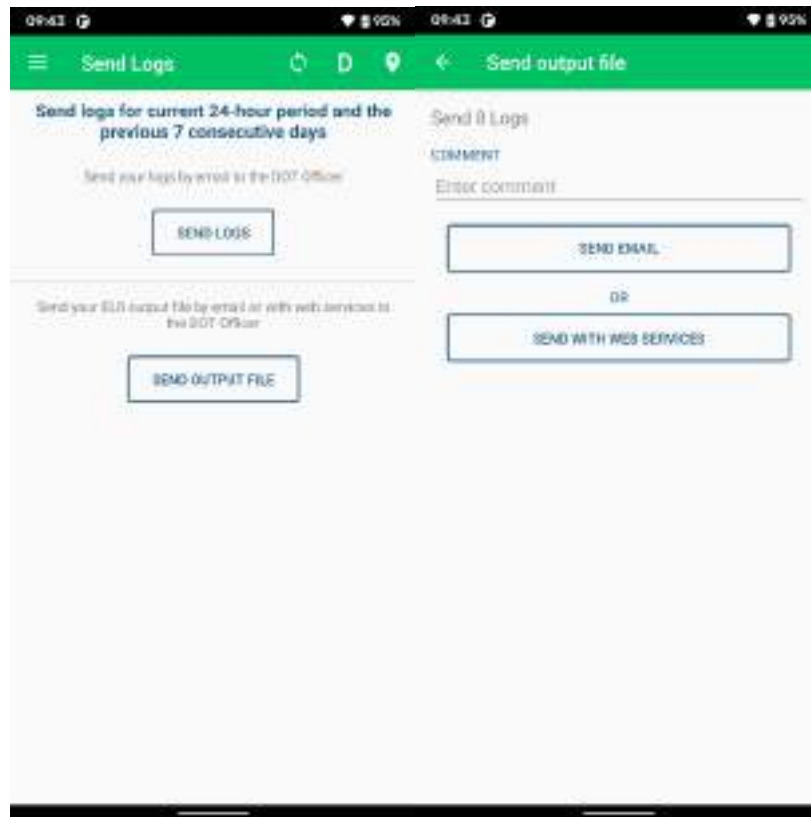 09:43
95%
Send Logs
D
Send logs for current 24-hour period and the
previous 7 consecutive days
Send your logs by email to the DOT Officer
SEND LOGS
Send your ELD output file by email or with web services to
the DOT Officer
SEND OUTPUT FILE
09:43
95%
Send output file
Send 8 Logs
COMMENT
Enter comment
SEND EMAIL
OR
SEND WITH WEB SERVICES